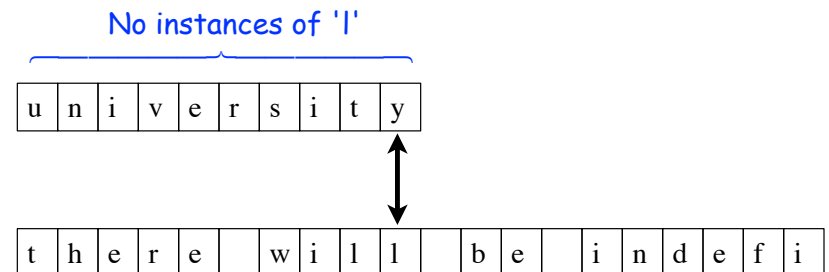 No instances of 'l'
u n i v e r s i t y
t h e r e w i l l b e i n d e f i